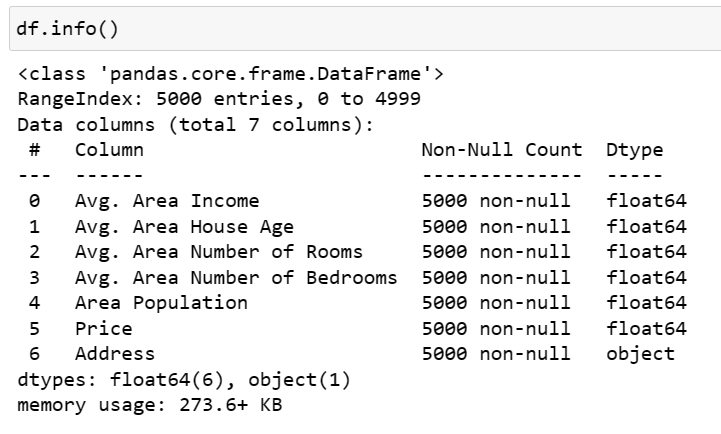 df.info()
<class 'pandas.core.frame.DataFrame'>
RangeIndex: 5000 entries, 0 to 4999
Data columns (total 7 columns):
 #   Column                        Non-Null Count  Dtype
---  ------                        --------------  -----
 0   Avg. Area Income              5000 non-null   float64
 1   Avg. Area House Age           5000 non-null   float64
 2   Avg. Area Number of Rooms     5000 non-null   float64
 3   Avg. Area Number of Bedrooms  5000 non-null   float64
 4   Area Population               5000 non-null   float64
 5   Price                         5000 non-null   float64
 6   Address                       5000 non-null   object
dtypes: float64(6), object(1)
memory usage: 273.6+ KB